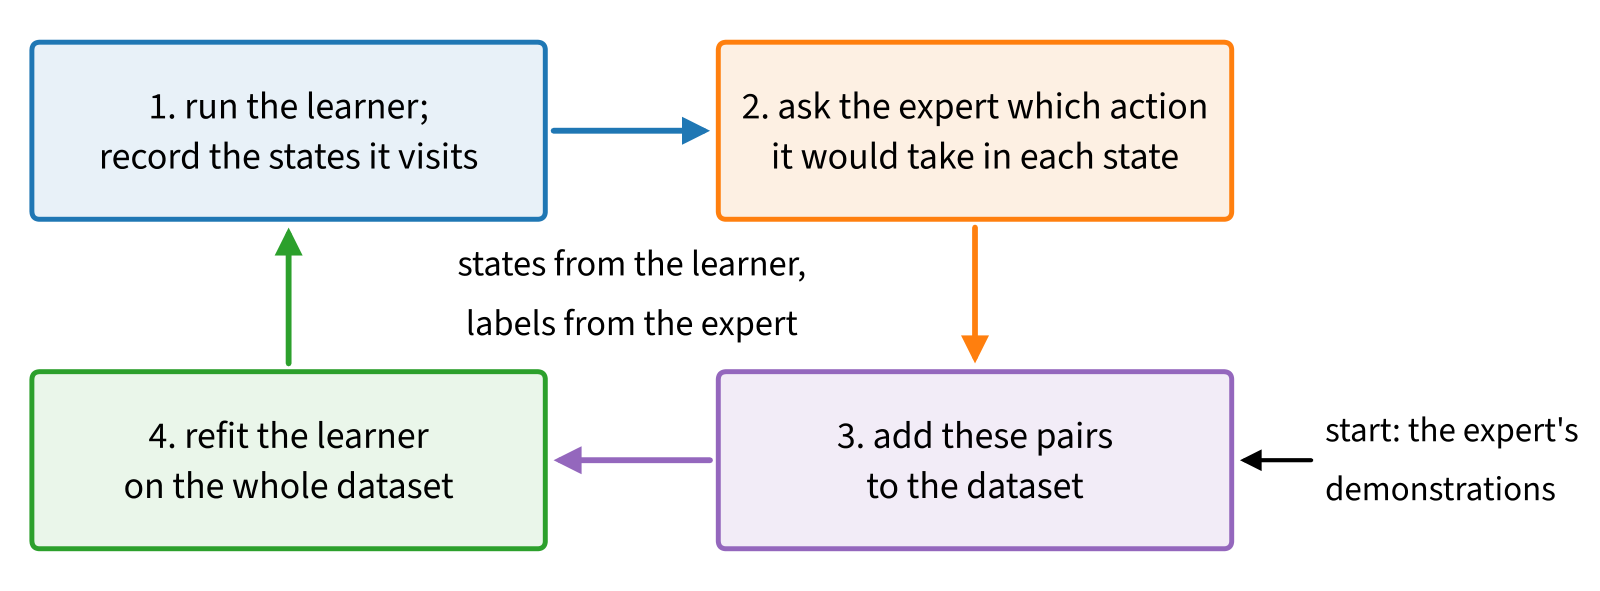 1. run the learner;
record the states it visits
2. ask the expert which action
it would take in each state
states from the learner,
labels from the expert
4. refit the learner
on the whole dataset
3. add these pairs
to the dataset
start: the expert's
demonstrations